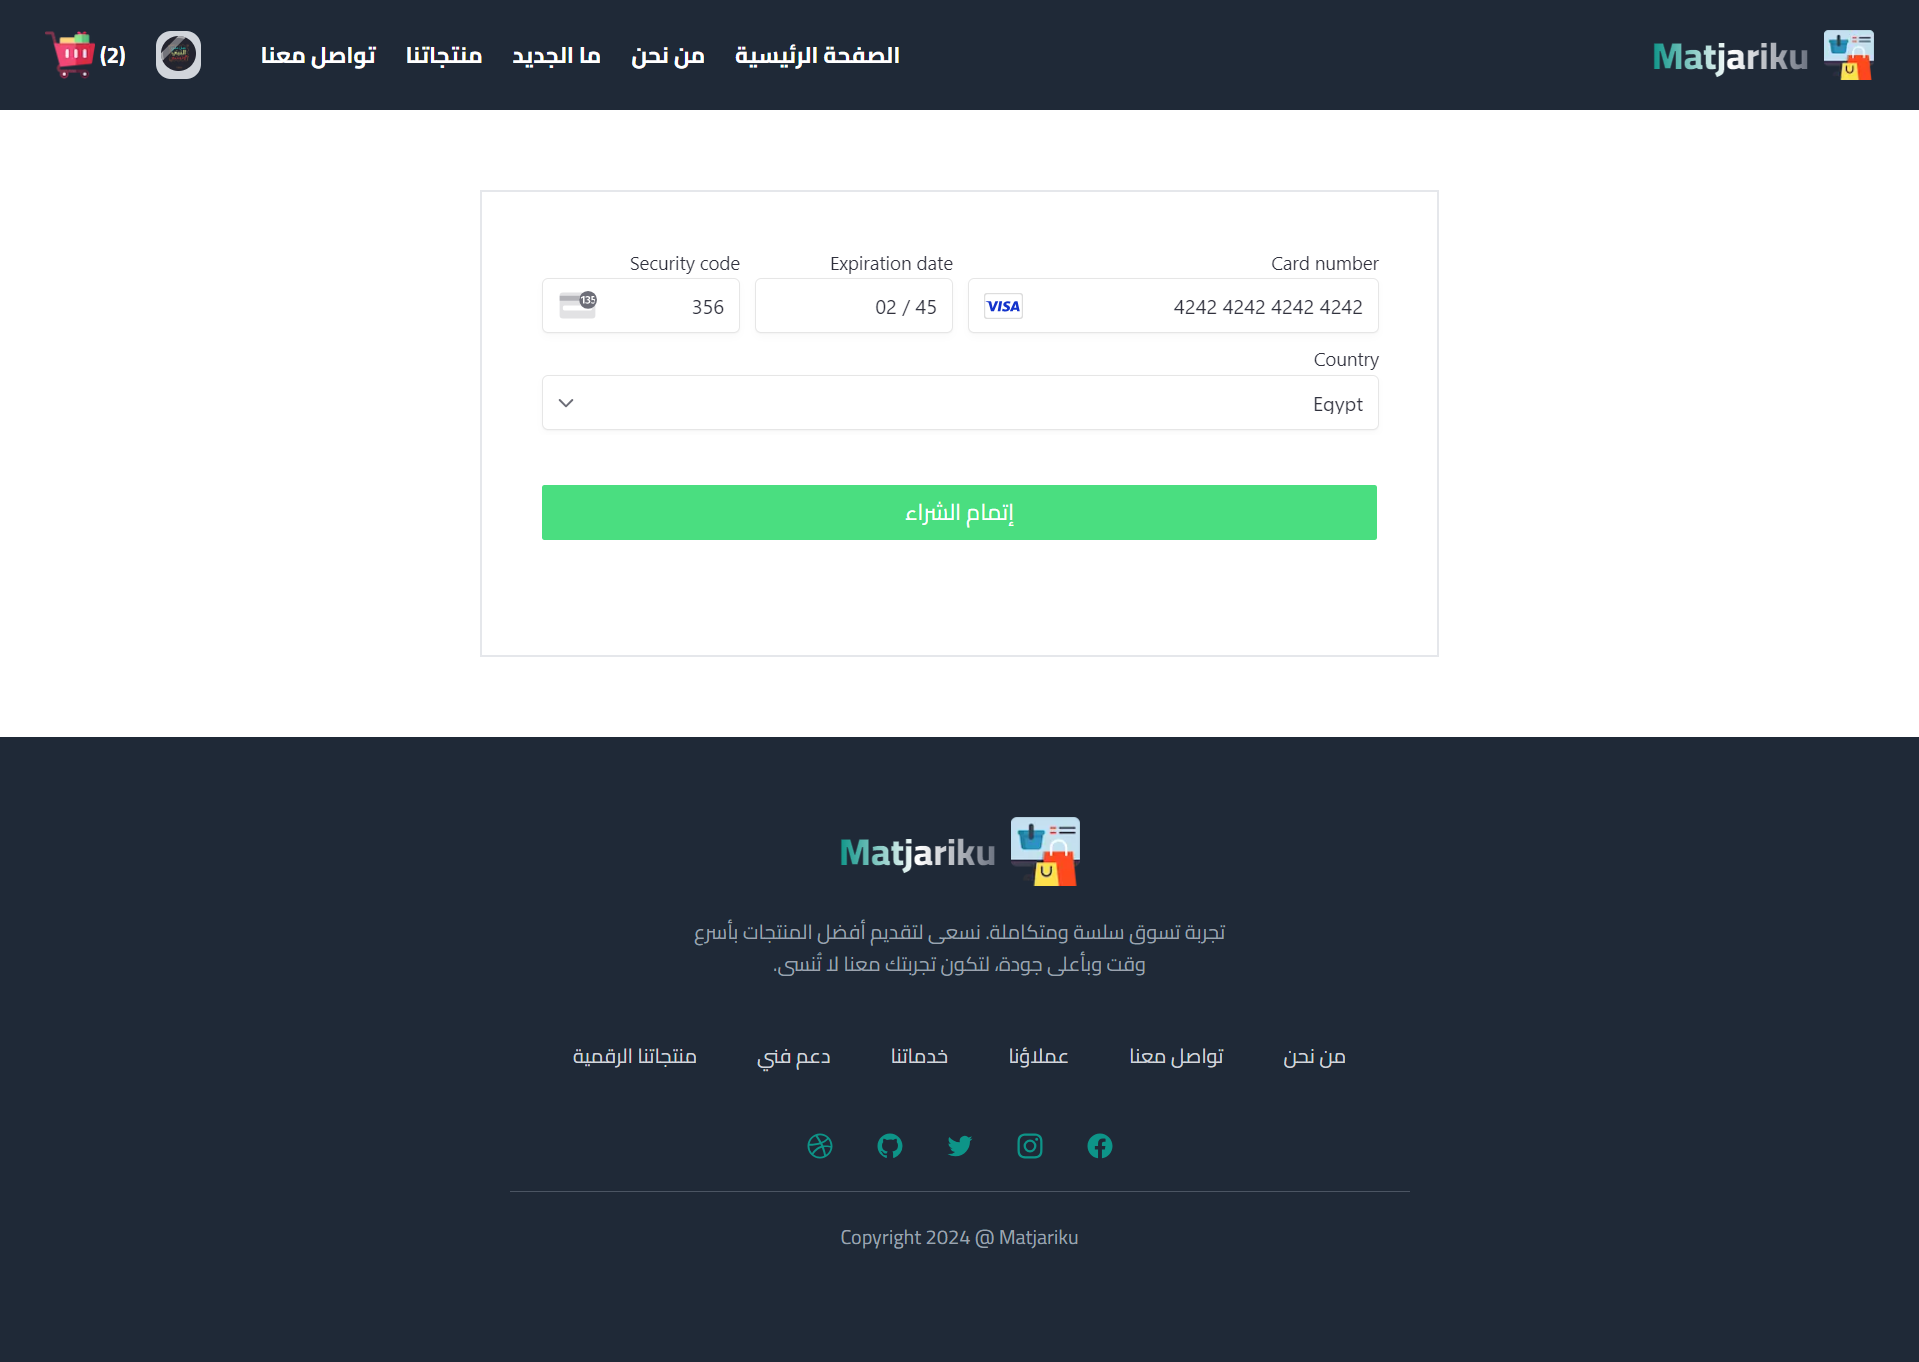 Matjariku
الصفحة الرئيسية
من نحن
ما الجديد
منتجاتنا
تواصل معنا
(2)
Card number
4242 4242 4242 4242
VISA
Expiration date
02 / 45
Security code
356
135
Country
Egypt
إتمام الشراء
Matjariku
تجربة تسوق سلسة ومتكاملة. نسعى لتقديم أفضل المنتجات بأسرع
وقت وبأعلى جودة، لتكون تجربتك معنا لا تُنسى.
من نحن
تواصل معنا
عملاؤنا
خدماتنا
دعم فني
منتجاتنا الرقمية
Copyright 2024 @ Matjariku